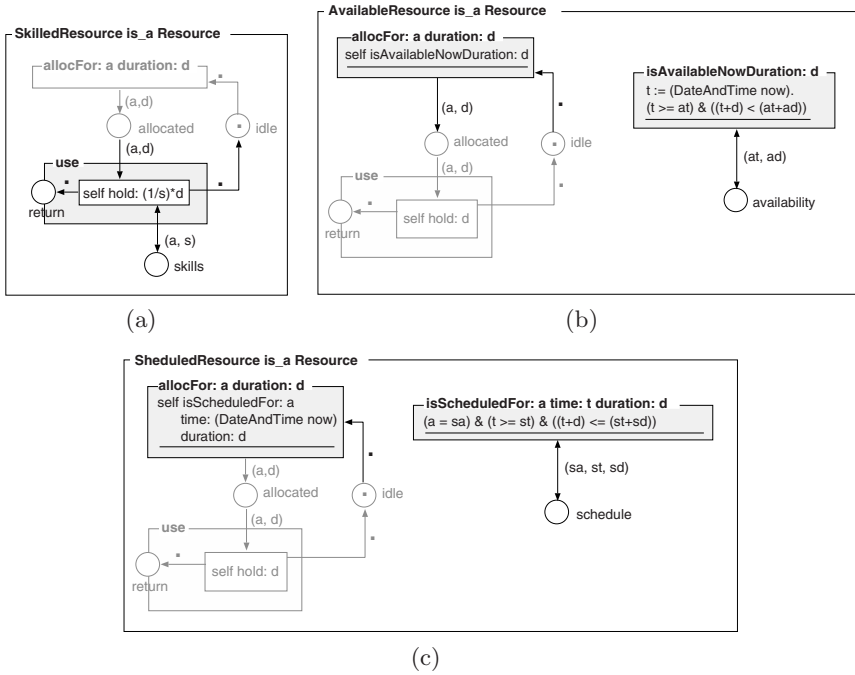 SkilledResource is_a Resource
allocFor: a duration: d
(a,d)
allocated
idle
(a,d)
use
self hold: (1/s)*d
return
(a, s)
skills
(a)
AvailableResource is_a Resource
allocFor: a duration: d
self isAvailableNowDuration: d
(a, d)
allocated
idle
(a, d)
use
self hold: d
return
isAvailableNowDuration: d
t := (DateAndTime now).
(t >= at) & ((t+d) < (at+ad))
(at, ad)
availability
(b)
SheduledResource is_a Resource
allocFor: a duration: d
self isScheduledFor: a
time: (DateAndTime now)
duration: d
(a,d)
allocated
idle
(a, d)
use
self hold: d
return
isScheduledFor: a time: t duration: d
(a = sa) & (t >= st) & ((t+d) <= (st+sd))
(sa, st, sd)
schedule
(c)